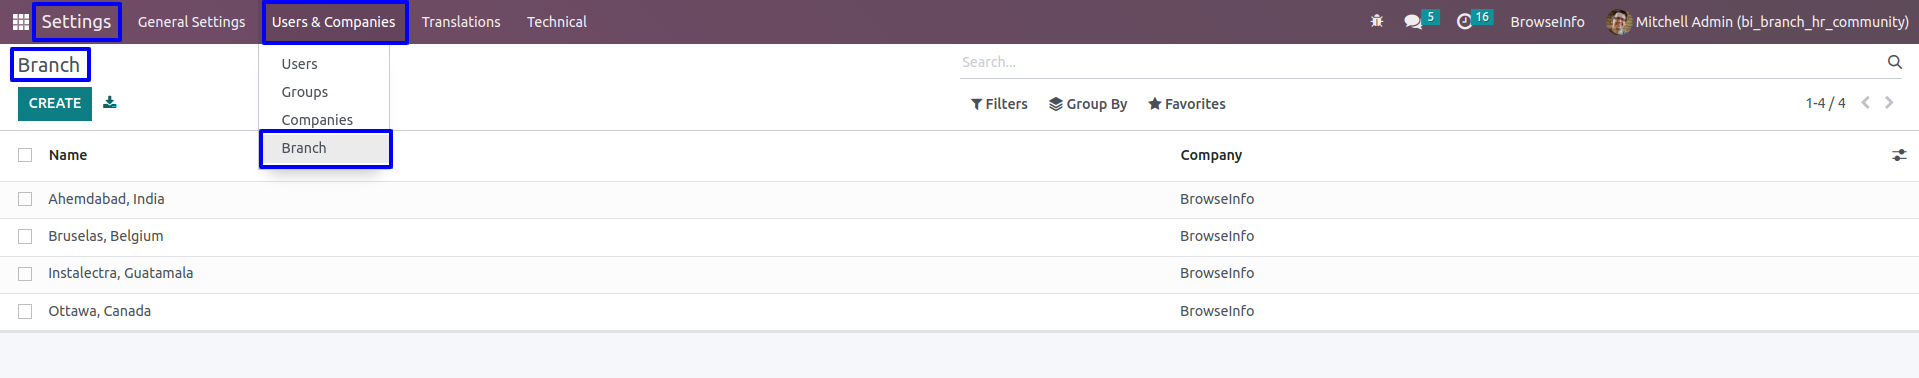 Settings General Settings Users & Companies Translations Technical 5 16 BrowseInfo Mitchell Admin (bi_branch_hr_community)
Branch
Users
Groups
Companies
Branch
Search...
CREATE
Filters Group By Favorites 1-4 / 4
Name Company
Ahemdabad, India BrowseInfo
Bruselas, Belgium BrowseInfo
Instalectra, Guatamala BrowseInfo
Ottawa, Canada BrowseInfo